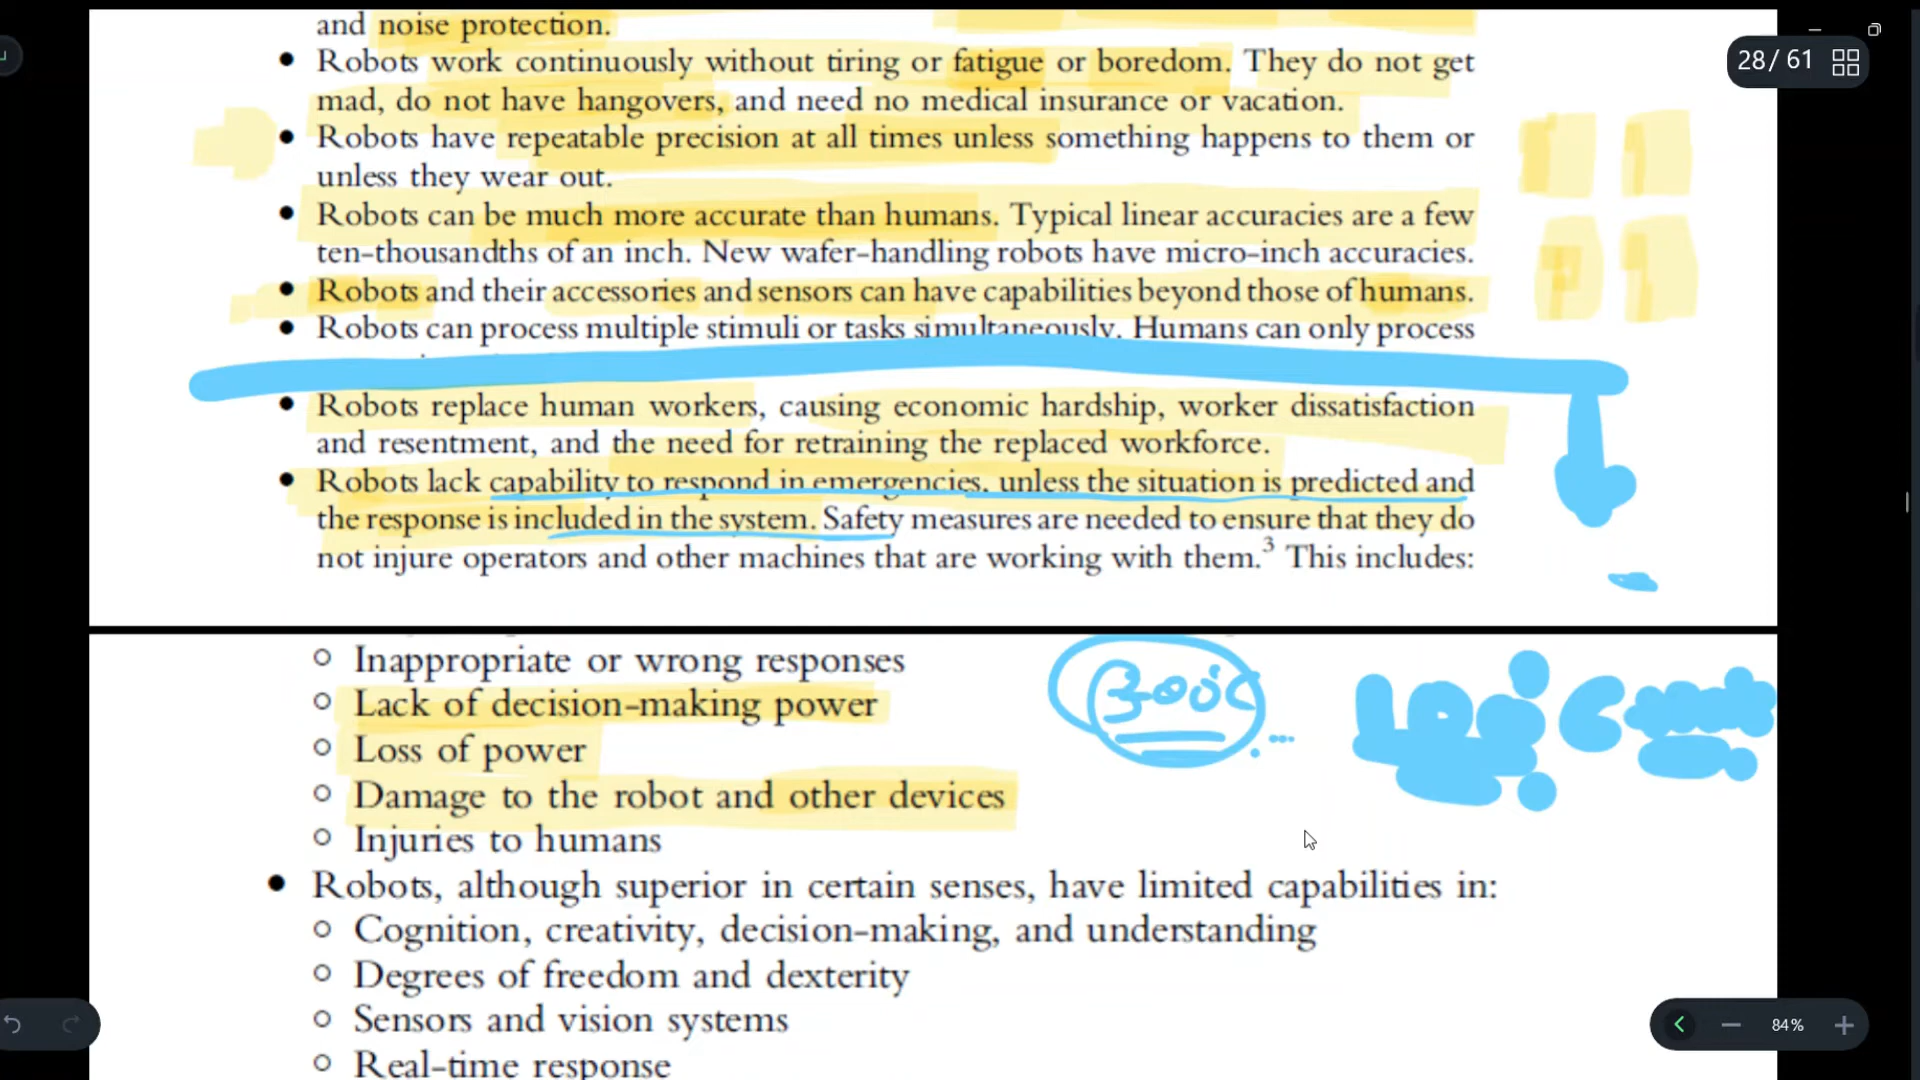 and noise protection.
28/ 61
• Robots work continuously without tiring or fatigue or boredom. They do not get
mad, do not have hangovers, and need no medical insurance or vacation.
• Robots have repeatable precision at all times unless something happens to them or
unless they wear out.
• Robots can be much more accurate than humans. Typical linear accuracies are a few
ten-thousandths of an inch. New wafer-handling robots have micro-inch accuracies.
• Robots and their accessories and sensors can have capabilities beyond those of humans.
• Robots can process multiple stimuli or tasks simultaneously. Humans can only process
• Robots replace human workers, causing economic hardship, worker dissatisfaction
and resentment, and the need for retraining the replaced workforce.
• Robots lack capability to respond in emergencies, unless the situation is predicted and
the response is included in the system. Safety measures are needed to ensure that they do
not injure operators and other machines that are working with them.3 This includes:
○ Inappropriate or wrong responses
○ Lack of decision-making power
○ Loss of power
○ Damage to the robot and other devices
○ Injuries to humans
• Robots, although superior in certain senses, have limited capabilities in:
○ Cognition, creativity, decision-making, and understanding
○ Degrees of freedom and dexterity
○ Sensors and vision systems
○ Real-time response
84%